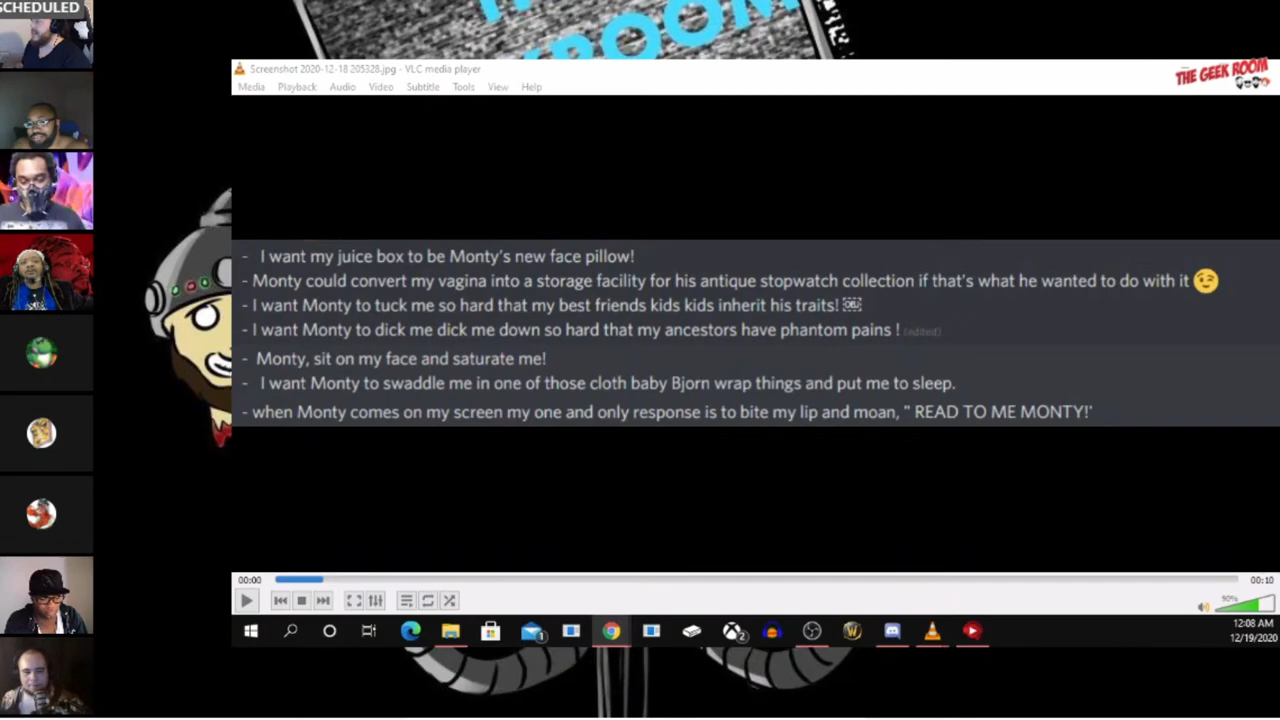 SCHEDULED
Screenshot 2020-12-18 205328.jpg - VLC media player
THE GEEK ROOM
Media Playback Audio Video Subtitle Tools View Help
- I want my juice box to be Monty's new face pillow!
- Monty could convert my vagina into a storage facility for his antique stopwatch collection if that's what he wanted to do with it 😉
- I want Monty to tuck me so hard that my best friends kids kids inherit his traits! ￼
- I want Monty to dick me dick me down so hard that my ancestors have phantom pains ! (edited)
- Monty, sit on my face and saturate me!
- I want Monty to swaddle me in one of those cloth baby Bjorn wrap things and put me to sleep.
- when Monty comes on my screen my one and only response is to bite my lip and moan, " READ TO ME MONTY!'
00:00 00:10
90%
12:08 AM
12/19/2020